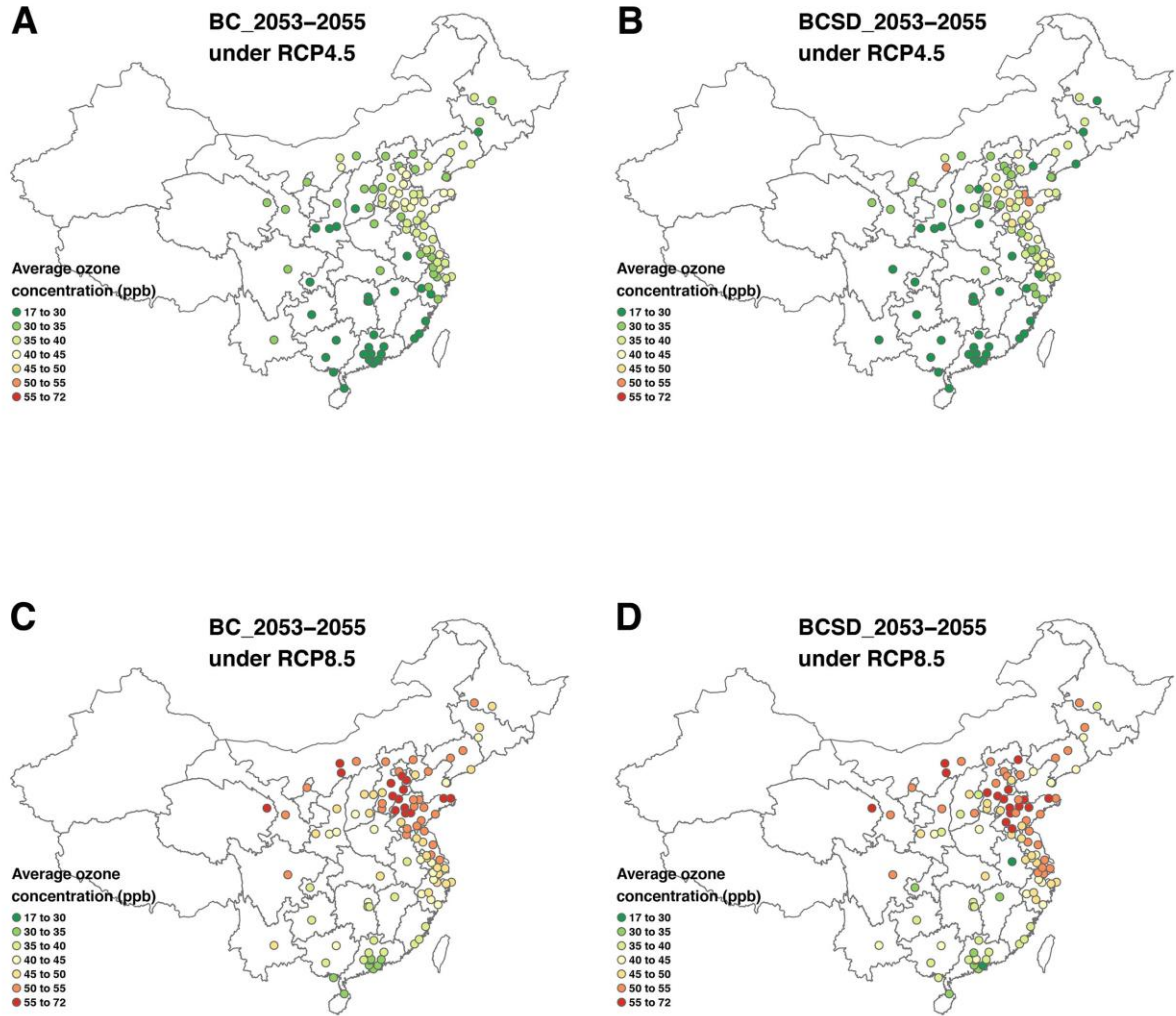 A
BC_2053–2055
under RCP4.5
Average ozone
concentration (ppb)
17 to 30
30 to 35
35 to 40
40 to 45
45 to 50
50 to 55
55 to 72
B
BCSD_2053–2055
under RCP4.5
Average ozone
concentration (ppb)
17 to 30
30 to 35
35 to 40
40 to 45
45 to 50
50 to 55
55 to 72
C
BC_2053–2055
under RCP8.5
Average ozone
concentration (ppb)
17 to 30
30 to 35
35 to 40
40 to 45
45 to 50
50 to 55
55 to 72
D
BCSD_2053–2055
under RCP8.5
Average ozone
concentration (ppb)
17 to 30
30 to 35
35 to 40
40 to 45
45 to 50
50 to 55
55 to 72